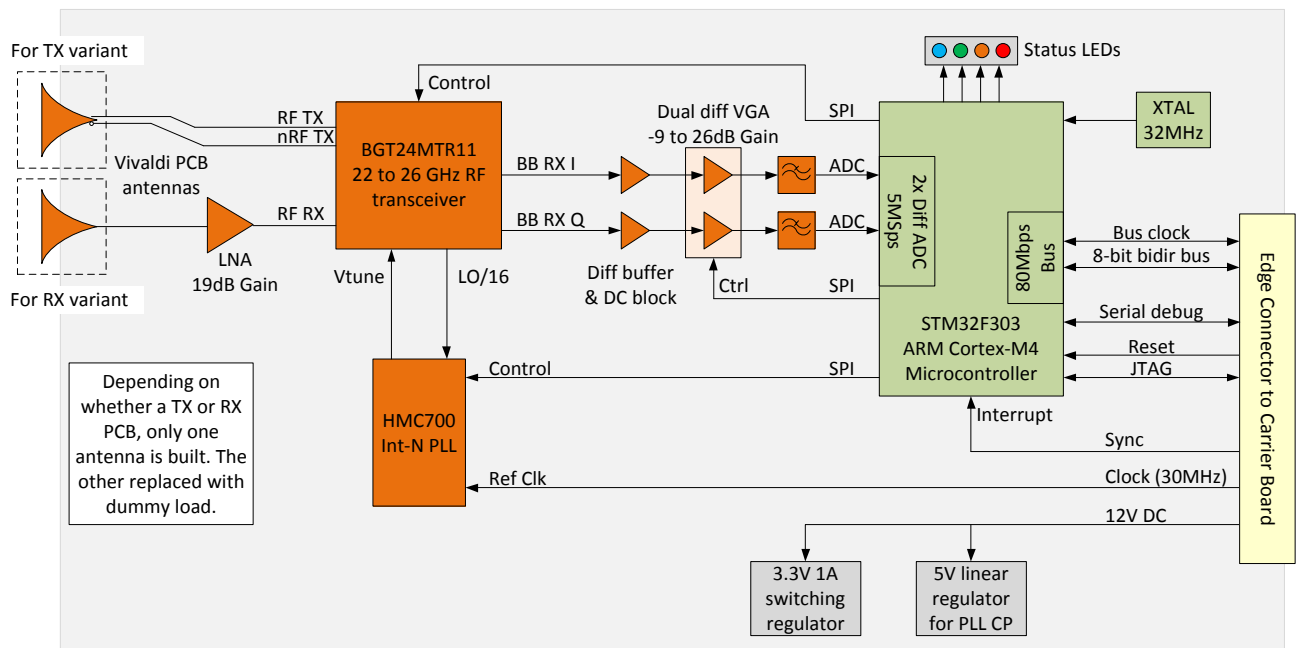 For TX variant
Vivaldi PCB
antennas
For RX variant
RF TX
nRF TX
RF RX
LNA
19dB Gain
Control
BGT24MTR11
22 to 26 GHz RF
transceiver
Vtune
LO/16
HMC700
Int-N PLL
Control
Ref Clk
BB RX I
BB RX Q
Dual diff VGA
-9 to 26dB Gain
Diff buffer
& DC block
Ctrl
SPI
ADC
ADC
SPI
SPI
Status LEDs
XTAL
32MHz
2x Diff ADC
5MSps
Bus
80Mbps
STM32F303
ARM Cortex-M4
Microcontroller
Interrupt
Bus clock
8-bit bidir bus
Serial debug
Reset
JTAG
Sync
Clock (30MHz)
12V DC
Edge Connector to Carrier Board
3.3V 1A
switching
regulator
5V linear
regulator
for PLL CP
Depending on
whether a TX or RX
PCB, only one
antenna is built. The
other replaced with
dummy load.